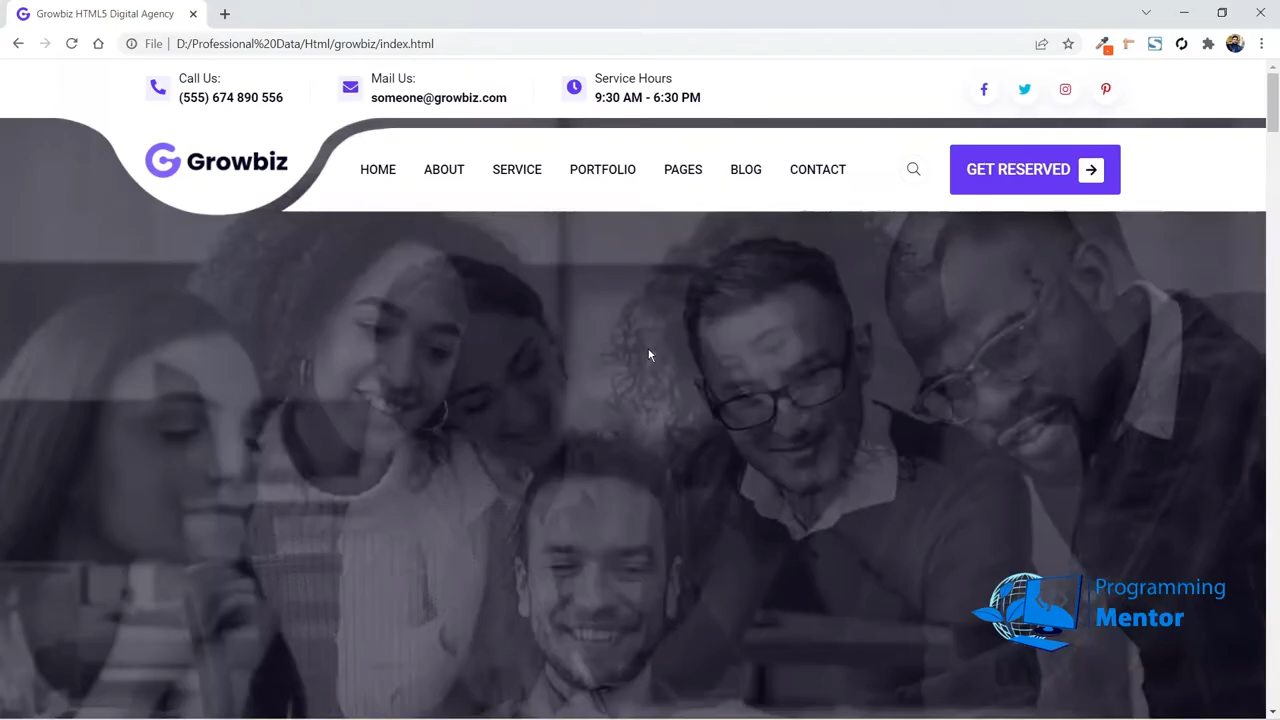 Growbiz HTML5 Digital Agency
File
D:/Professional%20Data/Html/growbiz/index.html
Call Us:
(555) 674 890 556
Mail Us:
someone@growbiz.com
Service Hours
9:30 AM - 6:30 PM
Growbiz
HOME ABOUT SERVICE PORTFOLIO PAGES BLOG CONTACT
GET RESERVED
Programming
Mentor